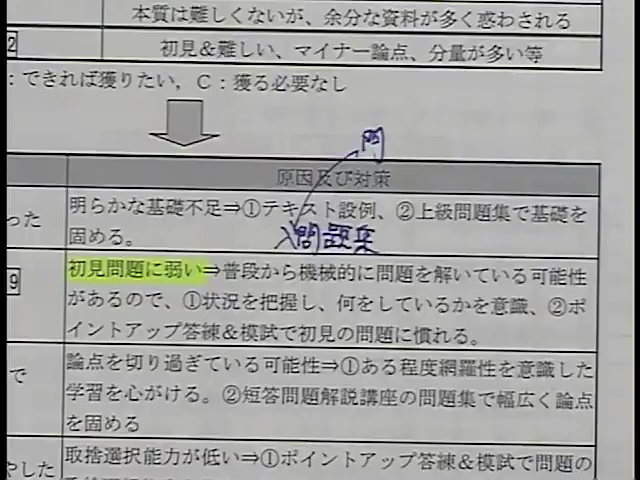 本質は難しくないが、余分な資料が多く惑わされる
2
初見＆難しい、マイナー論点、分量が多い等
：できれば獲りたい，Ｃ：獲る必要なし
門
原因及び対策
った
明らかな基礎不足⇒①テキスト設例、②上級問題集で基礎を
固める。
入門問題集
9
初見問題に弱い⇒普段から機械的に問題を解いている可能性
があるので、①状況を把握し、何をしているかを意識、②ポ
イントアップ答練＆模試で初見の問題に慣れる。
で
論点を切り過ぎている可能性⇒①ある程度網羅性を意識した
学習を心がける。②短答問題解説講座の問題集で幅広く論点
を固める
やした
取捨選択能力が低い⇒①ポイントアップ答練＆模試で問題の